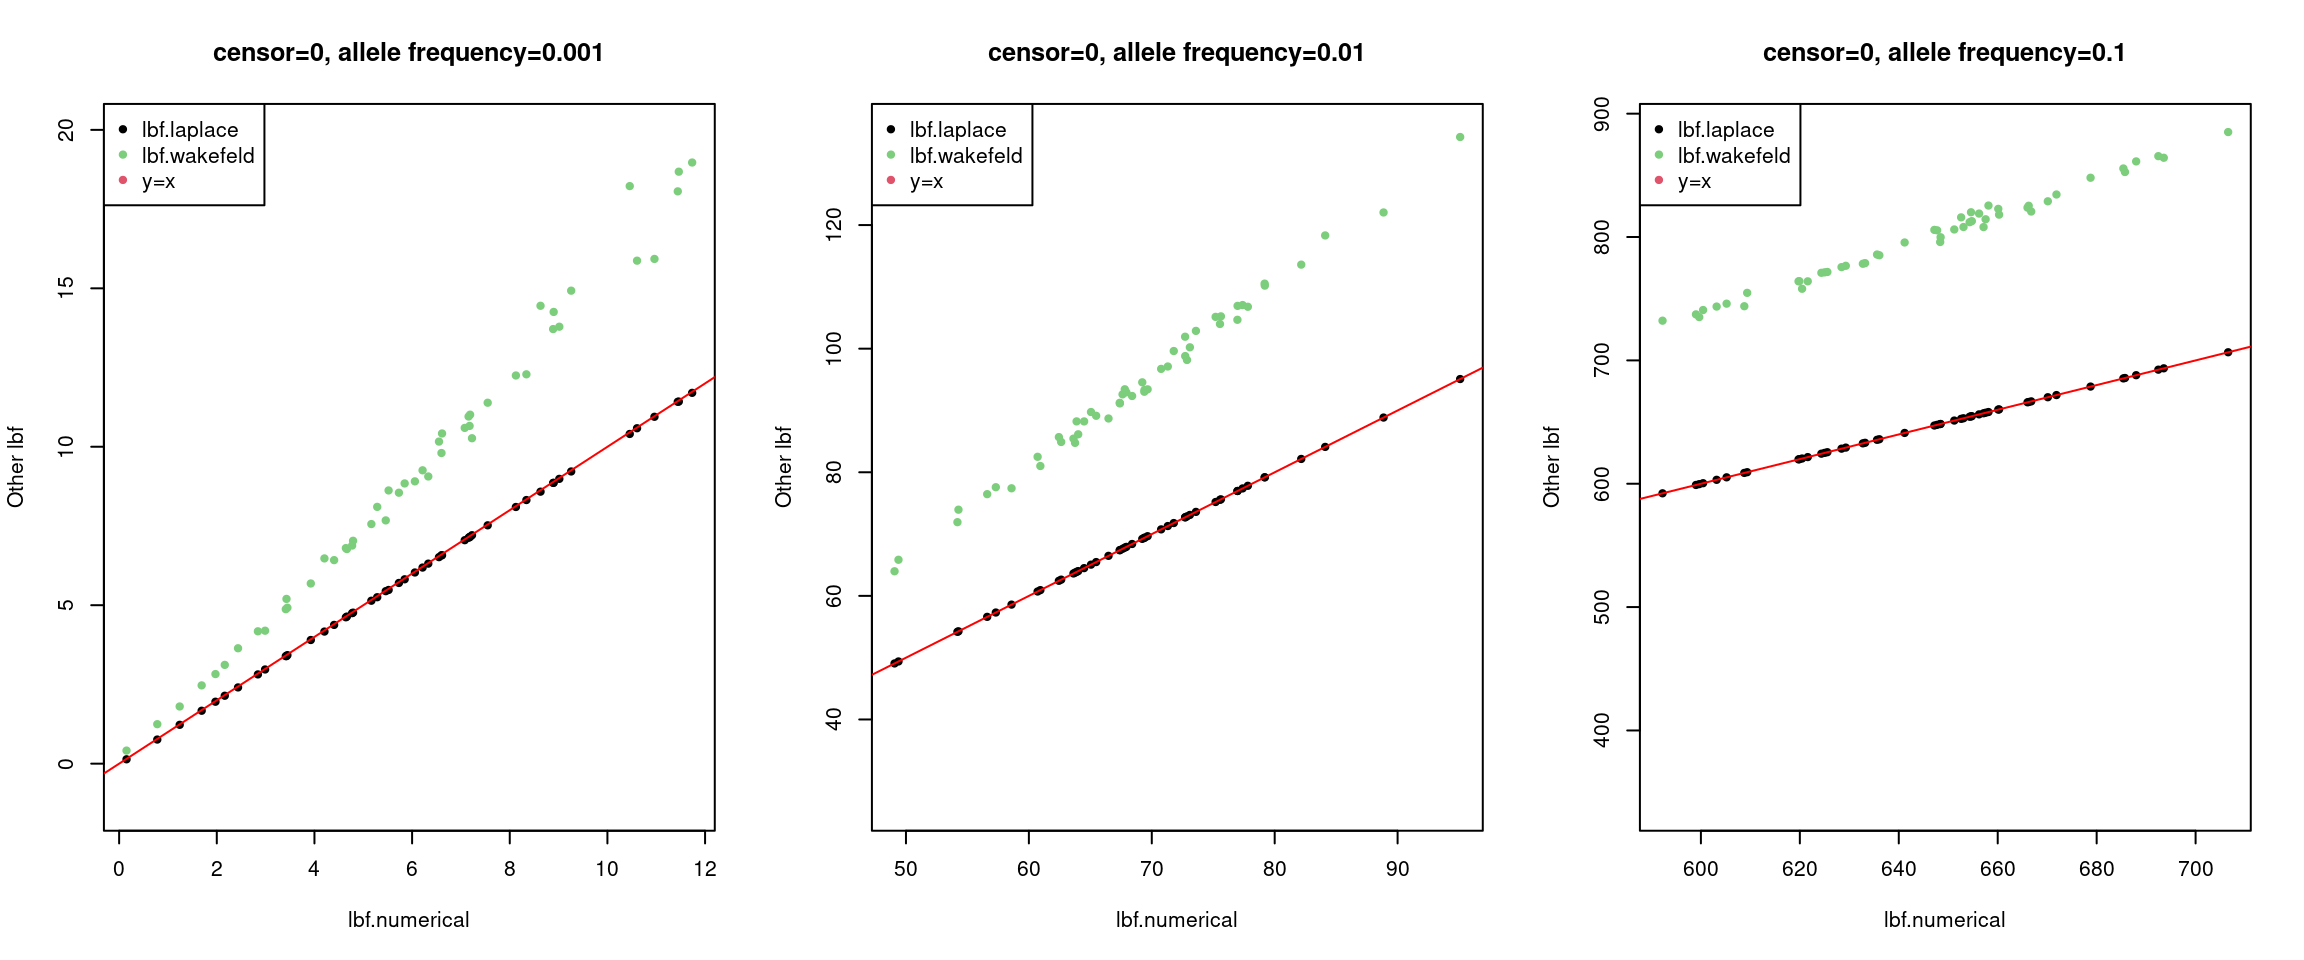 censor=0, allele frequency=0.001
lbf.laplace
lbf.wakefeld
y=x
Other lbf
20
15
10
5
0
0 2 4 6 8 10 12
lbf.numerical
censor=0, allele frequency=0.01
lbf.laplace
lbf.wakefeld
y=x
Other lbf
120
100
80
60
40
50 60 70 80 90
lbf.numerical
censor=0, allele frequency=0.1
lbf.laplace
lbf.wakefeld
y=x
Other lbf
900
800
700
600
500
400
600 620 640 660 680 700
lbf.numerical